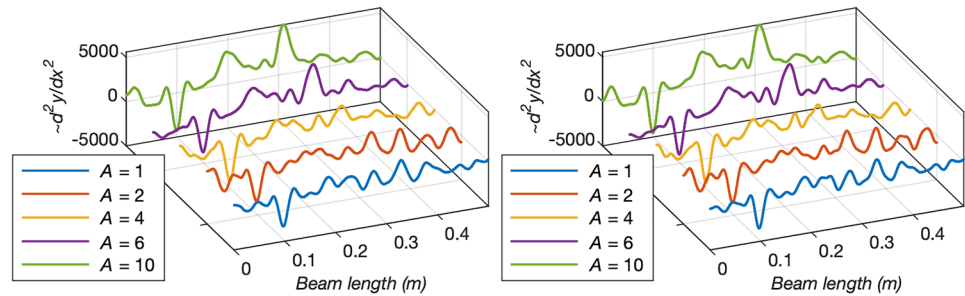 5000
0
-5000
~d²y/dx²
A = 1
A = 2
A = 4
A = 6
A = 10
0
0.1
0.2
0.3
0.4
Beam length (m)
5000
0
-5000
~d²y/dx²
A = 1
A = 2
A = 4
A = 6
A = 10
0
0.1
0.2
0.3
0.4
Beam length (m)